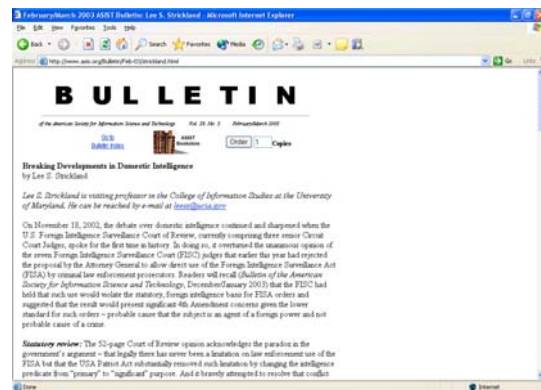 February/March 2003 ASIST Bulletin: Lee S. Strickland - Microsoft Internet Explorer
File Edit View Favorites Tools Help
Back Search Favorites Media
Address http://www.asis.org/Bulletin/Feb-03/strickland.html Go Links
BULLETIN
of the American Society for Information Science and Technology Vol. 29, No. 3 February/March 2003
Go to
Bulletin Index
ASIST
Bookstore
Order 1 Copies
Breaking Developments in Domestic Intelligence
by Lee S. Strickland
Lee S. Strickland is visiting professor in the College of Information Studies at the University
of Maryland. He can be reached by e-mail at
On November 18, 2002, the debate over domestic intelligence continued and sharpened when the
U.S. Foreign Intelligence Surveillance Court of Review, currently comprising three senior Circuit
Court Judges, spoke for the first time in history. In doing so, it overturned the unanimous opinion of
the seven Foreign Intelligence Surveillance Court (FISC) judges that earlier this year had rejected
the proposal by the Attorney General to allow direct use of the Foreign Intelligence Surveillance Act
(FISA) by criminal law enforcement prosecutors. Readers will recall (Bulletin of the American
Society for Information Science and Technology, December/January 2003) that the FISC had
held that such use would violate the statutory, foreign intelligence basis for FISA orders and
suggested that the result would present significant 4th Amendment concerns given the lower
standard for such orders – probable cause that the subject is an agent of a foreign power and not
probable cause of a crime.
Statutory review: The 52-page Court of Review opinion acknowledges the paradox in the
government's argument – that legally there has never been a limitation on law enforcement use of the
FISA but that the USA Patriot Act substantially removed such limitation by changing the intelligence
predicate from "primary" to "significant" purpose. And it bravely attempted to resolve that conflict
Done Internet